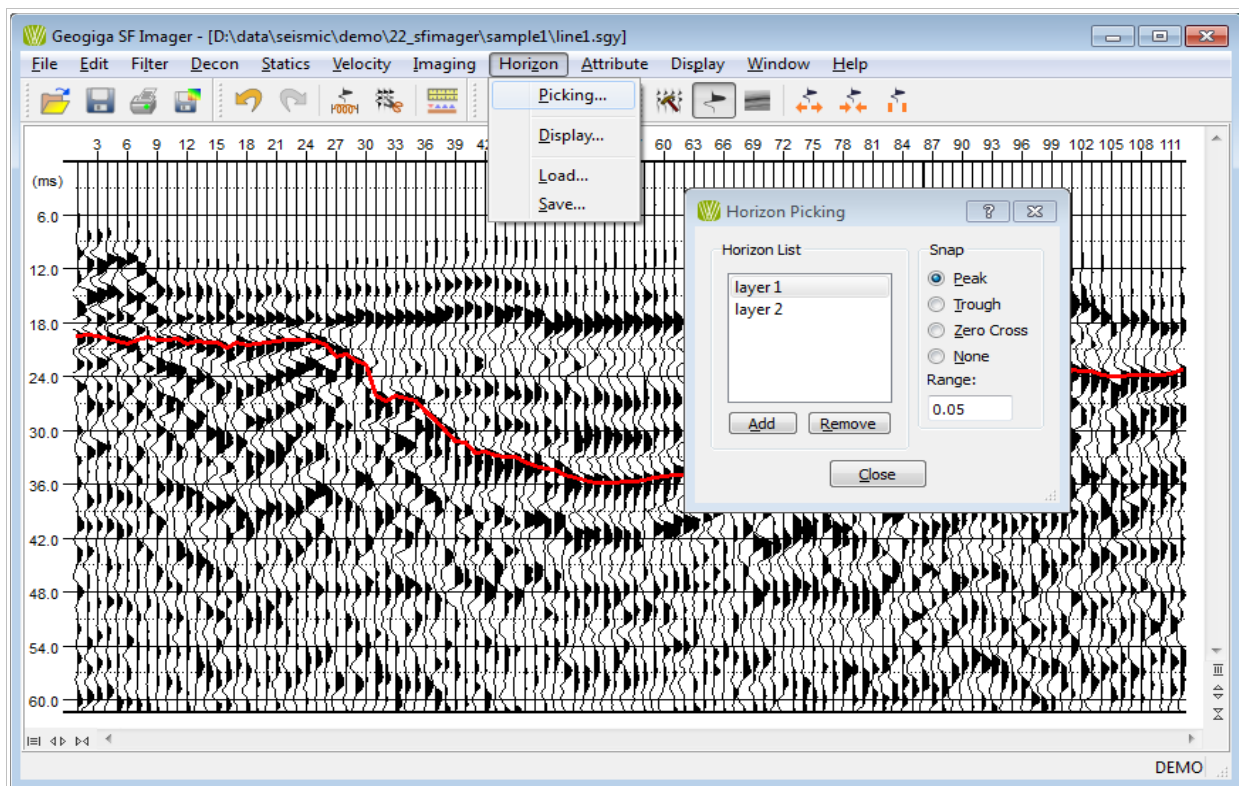 Geogiga SF Imager - [D:\data\seismic\demo\22_sfimager\sample1\line1.sgy]
File Edit Filter Decon Statics Velocity Imaging Horizon Attribute Display Window Help
Picking...
Display...
Load...
Save...
3 6 9 12 15 18 21 24 27 30 33 36 39 60 63 66 69 72 75 78 81 84 87 90 93 96 99 102 105 108 111
(ms)
6.0
12.0
18.0
24.0
30.0
36.0
42.0
48.0
54.0
60.0
Horizon Picking
Horizon List
layer 1
layer 2
Add Remove
Snap
Peak
Trough
Zero Cross
None
Range:
0.05
Close
DEMO